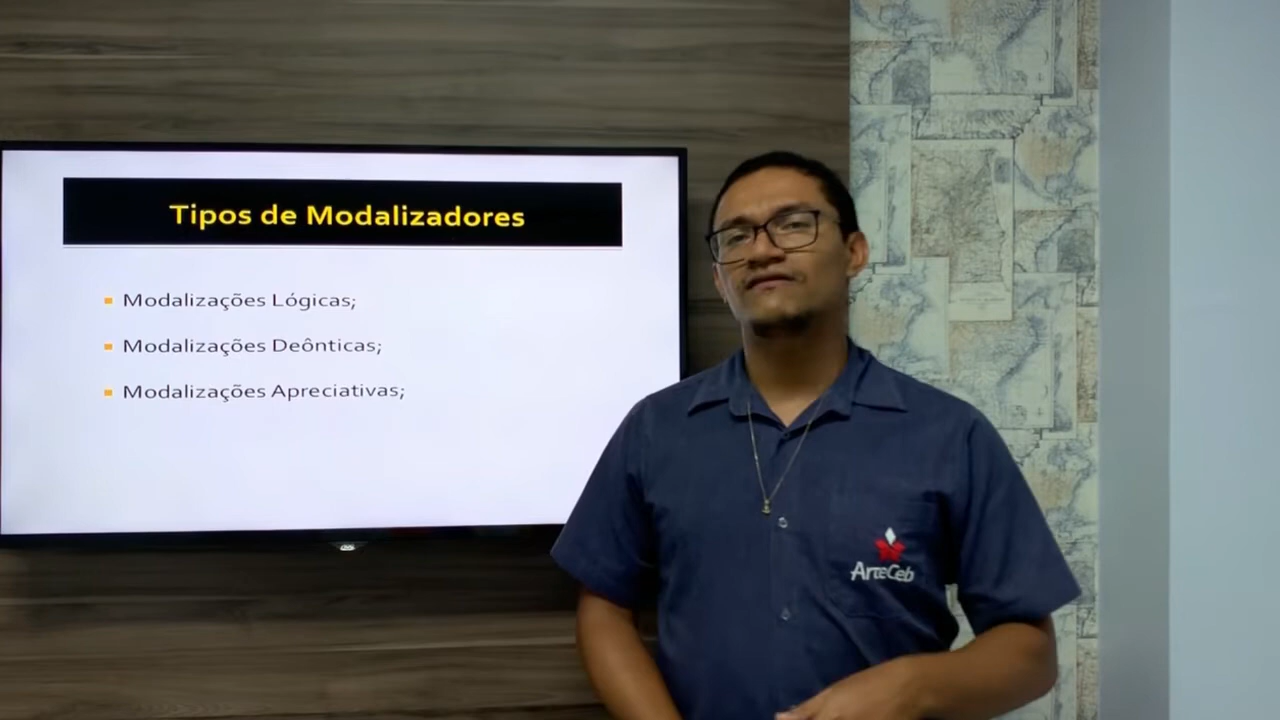 Tipos de Modalizadores
Modalizações Lógicas;
Modalizações Deônticas;
Modalizações Apreciativas;
ArteCeb